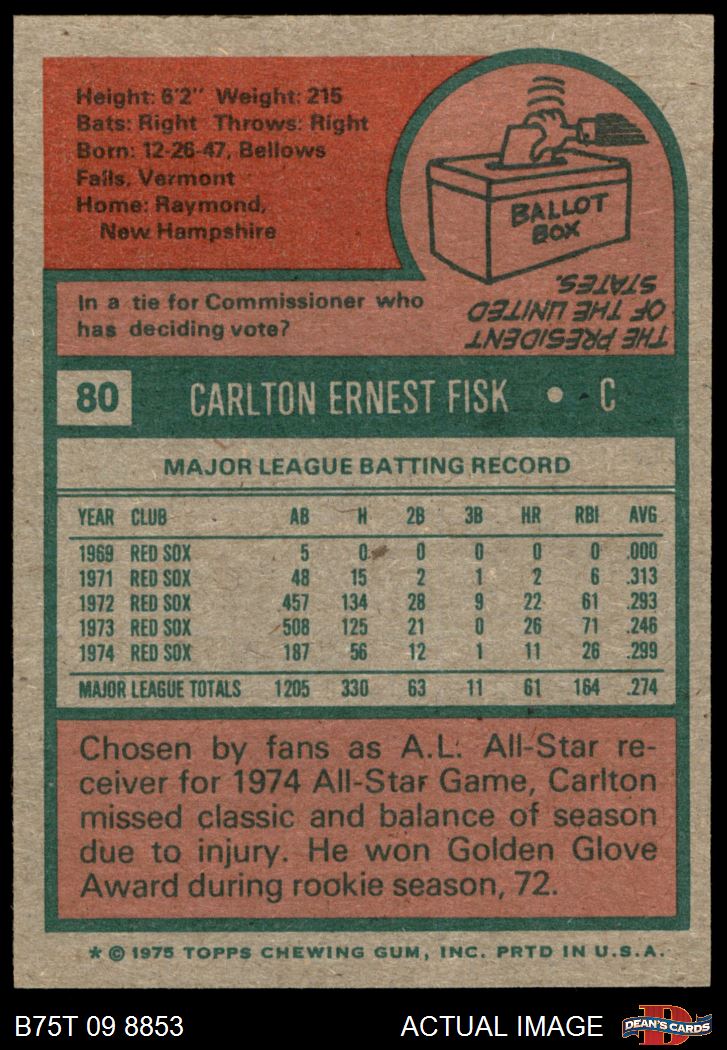 Height: 6'2" Weight: 215
Bats: Right Throws: Right
Born: 12-26-47, Bellows
Falls, Vermont
Home: Raymond,
New Hampshire
BALLOT
BOX
In a tie for Commissioner who
has deciding vote?
THE PRESIDENT
OF THE UNITED
STATES.
80 CARLTON ERNEST FISK • C
MAJOR LEAGUE BATTING RECORD
YEAR CLUB AB H 2B 3B HR RBI AVG
1969 RED SOX 5 0 0 0 0 0 .000
1971 RED SOX 48 15 2 1 2 6 .313
1972 RED SOX 457 134 28 9 22 61 .293
1973 RED SOX 508 125 21 0 26 71 .246
1974 RED SOX 187 56 12 1 11 26 .299
MAJOR LEAGUE TOTALS 1205 330 63 11 61 164 .274
Chosen by fans as A.L. All-Star re-
ceiver for 1974 All-Star Game, Carlton
missed classic and balance of season
due to injury. He won Golden Glove
Award during rookie season, 72.
* © 1975 TOPPS CHEWING GUM, INC. PRTD IN U.S.A.
B75T 09 8853 ACTUAL IMAGE D DEAN'S CARDS